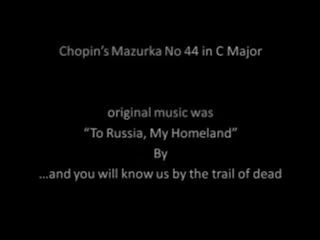 Chopin's Mazurka No 44 in C Major
original music was
"To Russia, My Homeland"
By
...and you will know us by the trail of dead